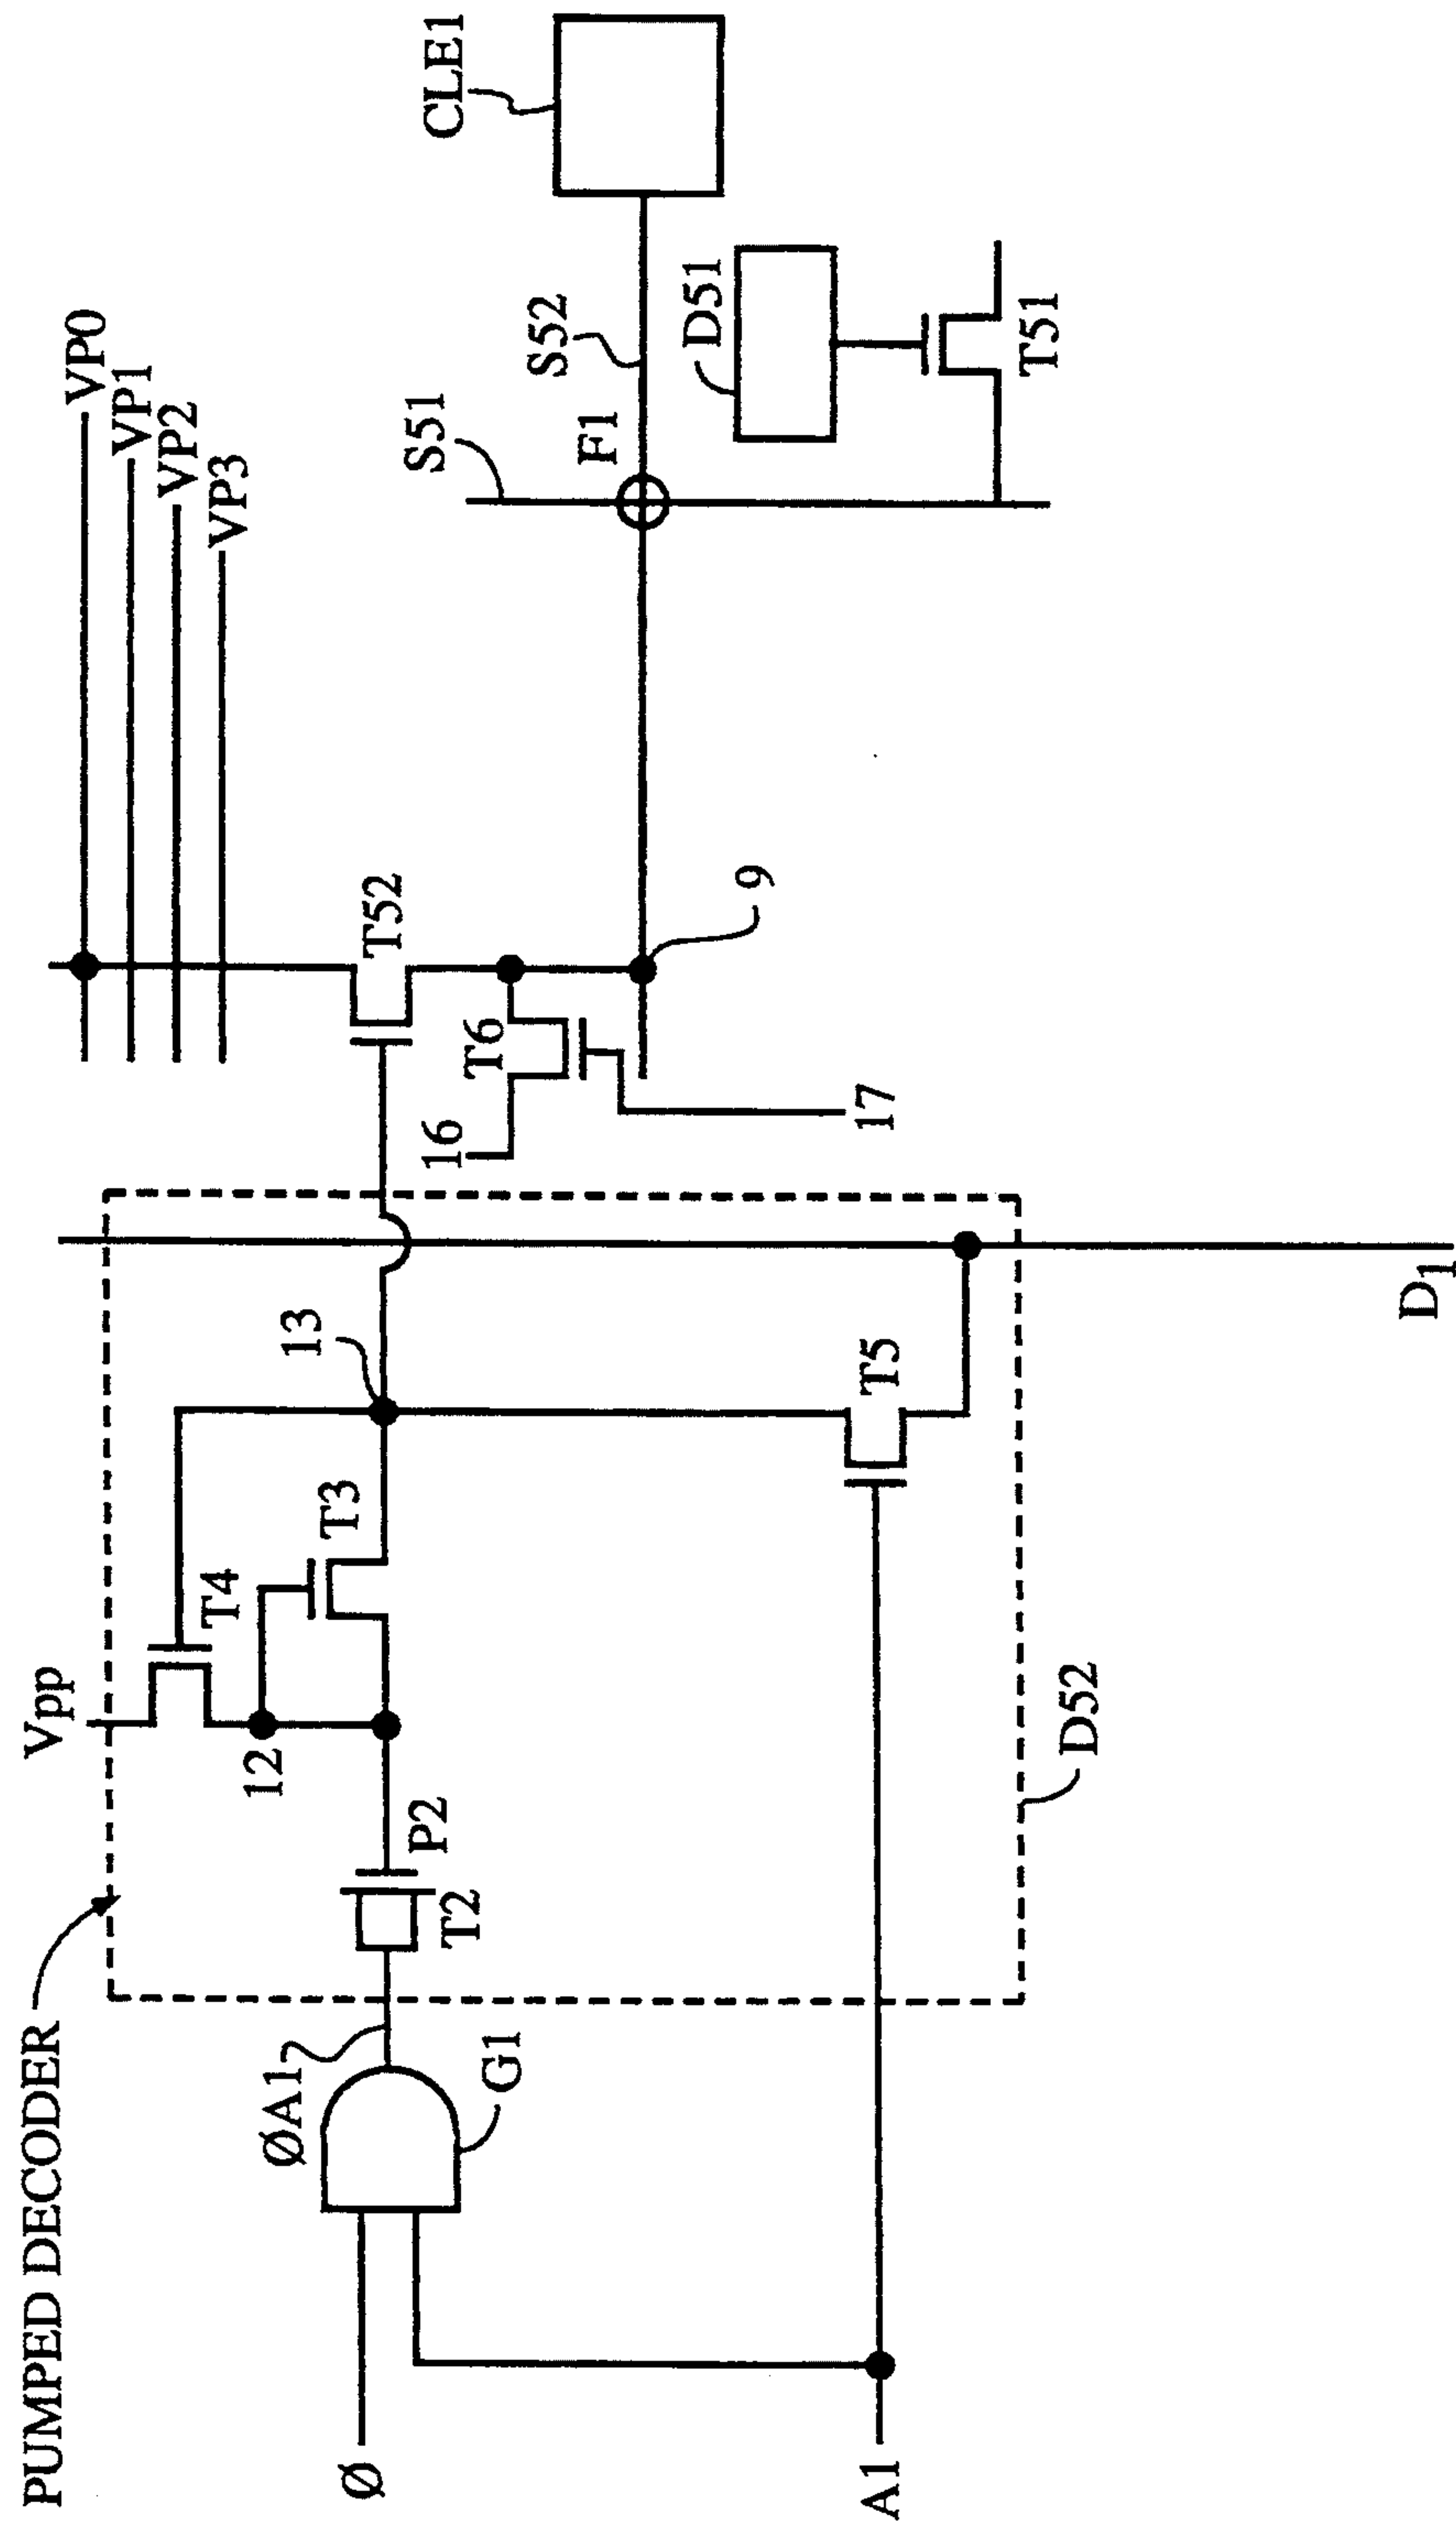 PUMPED DECODER
Vpp
VP0
VP1
VP2
VP3
T4
12
T3
13
T52
Ø
ØA1
G1
T2
P2
16
T6
17
9
S51
F1
S52
CLE1
D51
T51
T5
A1
D52
D1